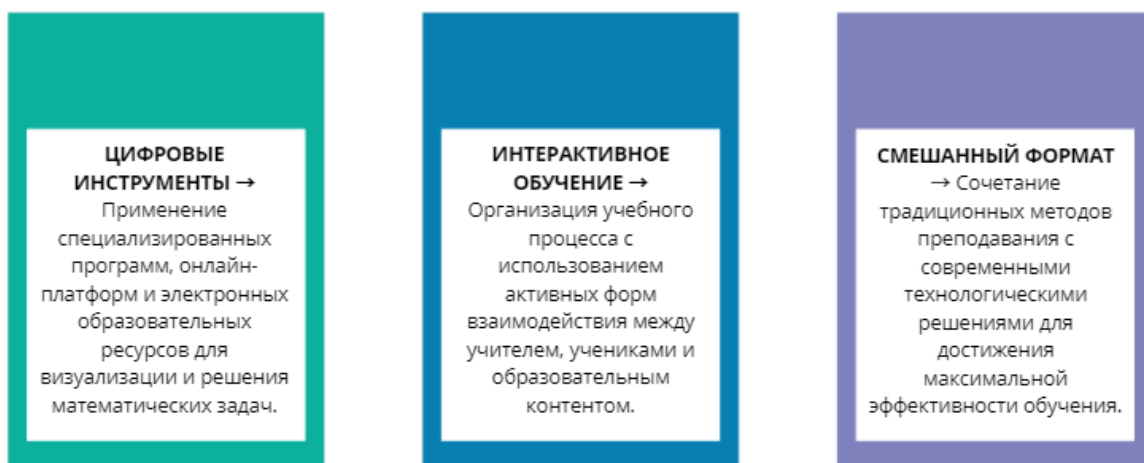 ЦИФРОВЫЕ
ИНСТРУМЕНТЫ →
Применение
специализированных
программ, онлайн-
платформ и электронных
образовательных
ресурсов для
визуализации и решения
математических задач.
ИНТЕРАКТИВНОЕ
ОБУЧЕНИЕ →
Организация учебного
процесса с
использованием
активных форм
взаимодействия между
учителем, учениками и
образовательным
контентом.
СМЕШАННЫЙ ФОРМАТ
→ Сочетание
традиционных методов
преподавания с
современными
технологическими
решениями для
достижения
максимальной
эффективности обучения.